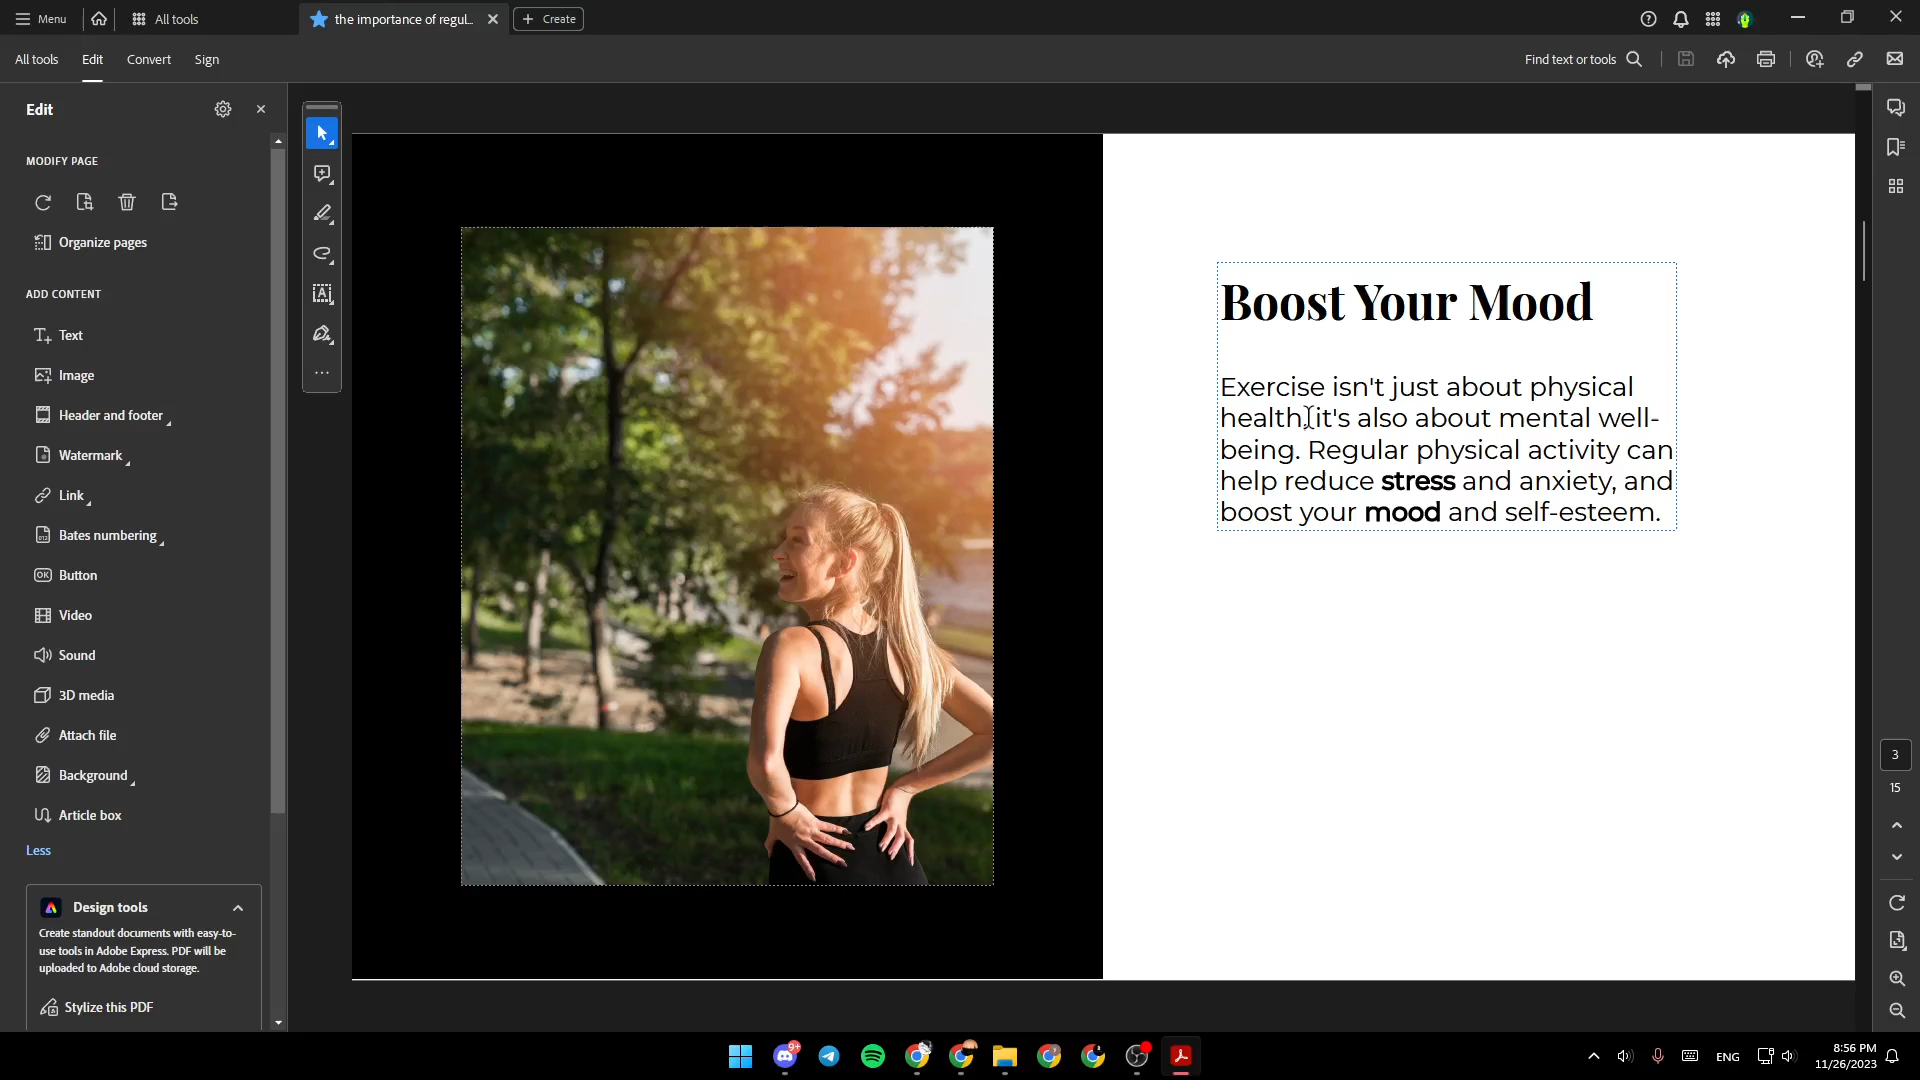 Menu
All tools
the importance of regul...
Create
All tools
Edit
Convert
Sign
Find text or tools
Edit
MODIFY PAGE
Organize pages
ADD CONTENT
Text
Image
Header and footer
Watermark
Link
Bates numbering
Button
Video
Sound
3D media
Attach file
Background
Article box
Less
Design tools
Create standout documents with easy-to-
use tools in Adobe Express. PDF will be
uploaded to Adobe cloud storage.
Stylize this PDF
Boost Your Mood
Exercise isn't just about physical
health, it's also about mental well-
being. Regular physical activity can
help reduce stress and anxiety, and
boost your mood and self-esteem.
3
15
9+
ENG
8:56 PM
11/26/2023